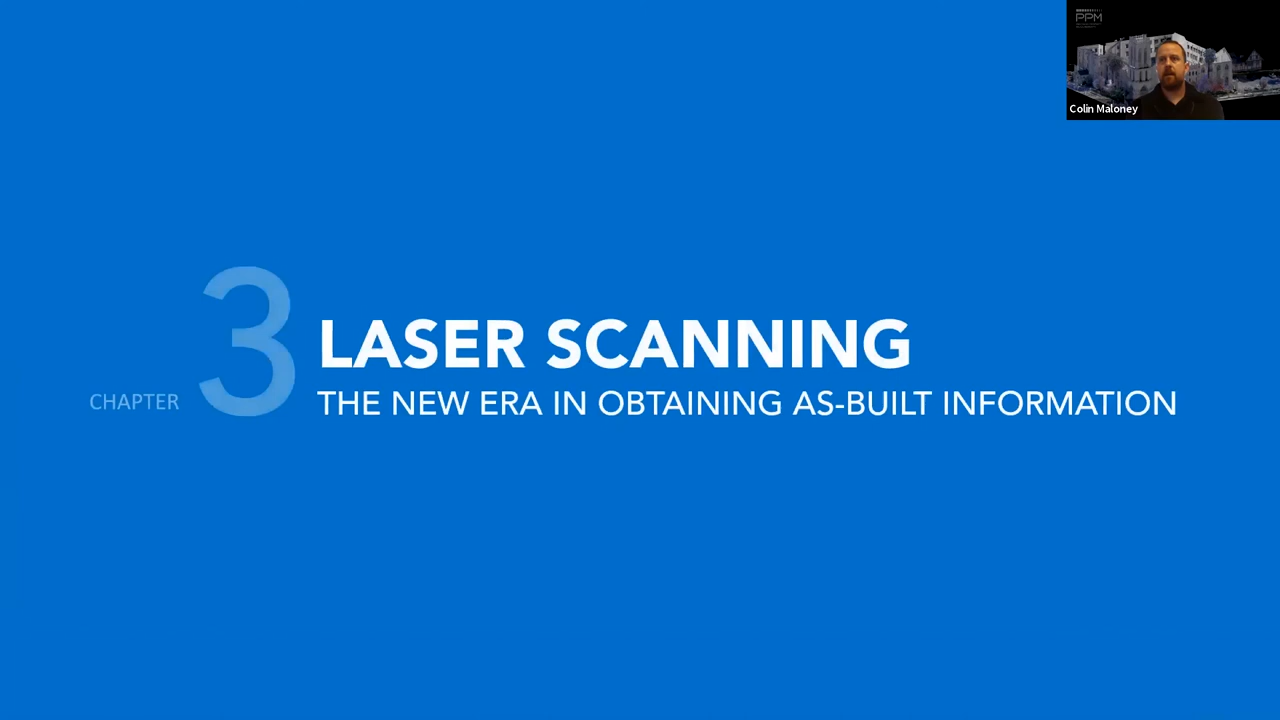 PPM
Colin Maloney
CHAPTER
3
LASER SCANNING
THE NEW ERA IN OBTAINING AS-BUILT INFORMATION